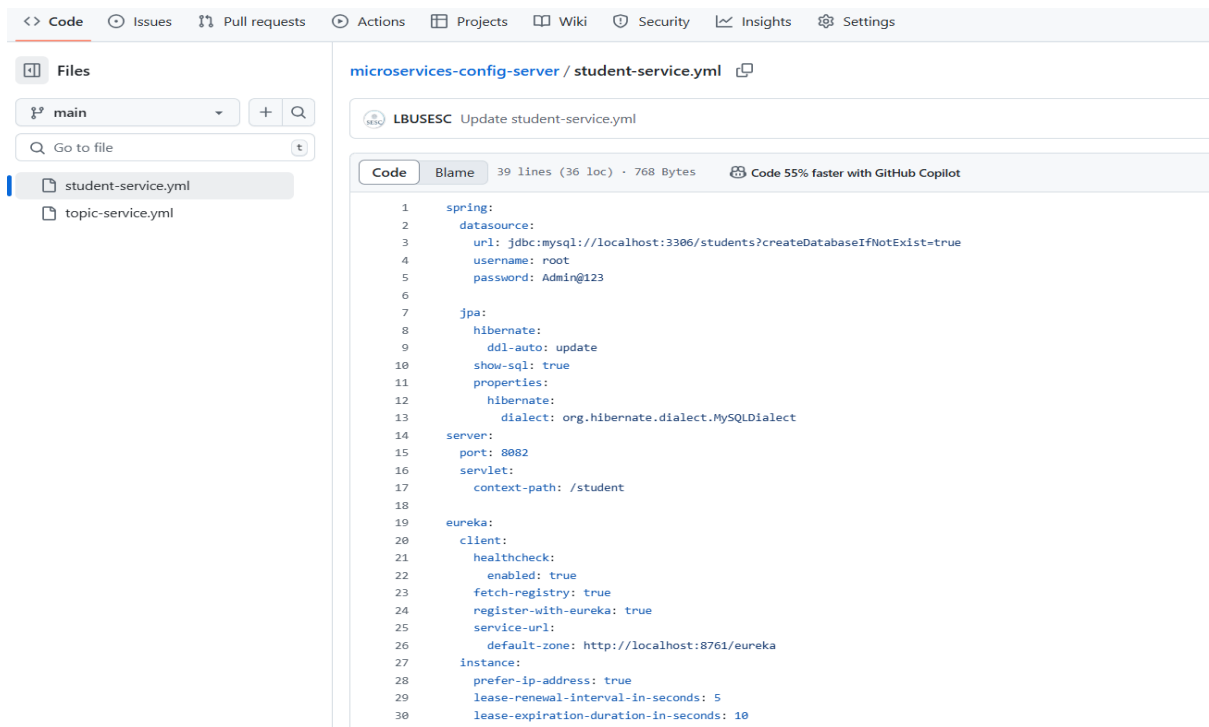 <> Code Issues Pull requests Actions Projects Wiki Security Insights Settings
Files
main
Go to file t
student-service.yml
topic-service.yml
microservices-config-server / student-service.yml
SESC LBUSESC Update student-service.yml
Code Blame 39 lines (36 loc) · 768 Bytes Code 55% faster with GitHub Copilot
1 spring:
2   datasource:
3     url: jdbc:mysql://localhost:3306/students?createDatabaseIfNotExist=true
4     username: root
5     password: Admin@123
6
7   jpa:
8     hibernate:
9       ddl-auto: update
10     show-sql: true
11     properties:
12       hibernate:
13         dialect: org.hibernate.dialect.MySQLDialect
14 server:
15   port: 8082
16   servlet:
17     context-path: /student
18
19 eureka:
20   client:
21     healthcheck:
22       enabled: true
23     fetch-registry: true
24     register-with-eureka: true
25     service-url:
26       default-zone: http://localhost:8761/eureka
27   instance:
28     prefer-ip-address: true
29     lease-renewal-interval-in-seconds: 5
30     lease-expiration-duration-in-seconds: 10